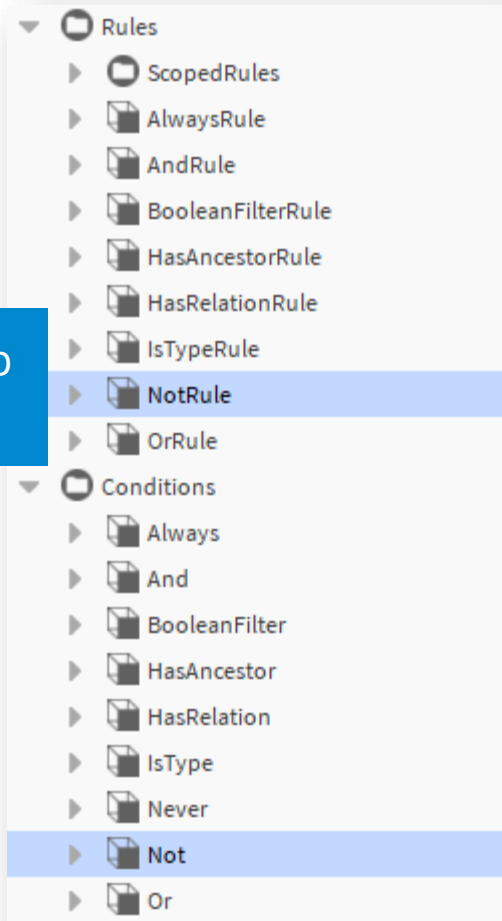 Rules
ScopedRules
AlwaysRule
AndRule
BooleanFilterRule
HasAncestorRule
HasRelationRule
IsTypeRule
NotRule
OrRule
Conditions
Always
And
BooleanFilter
HasAncestor
HasRelation
IsType
Never
Not
Or